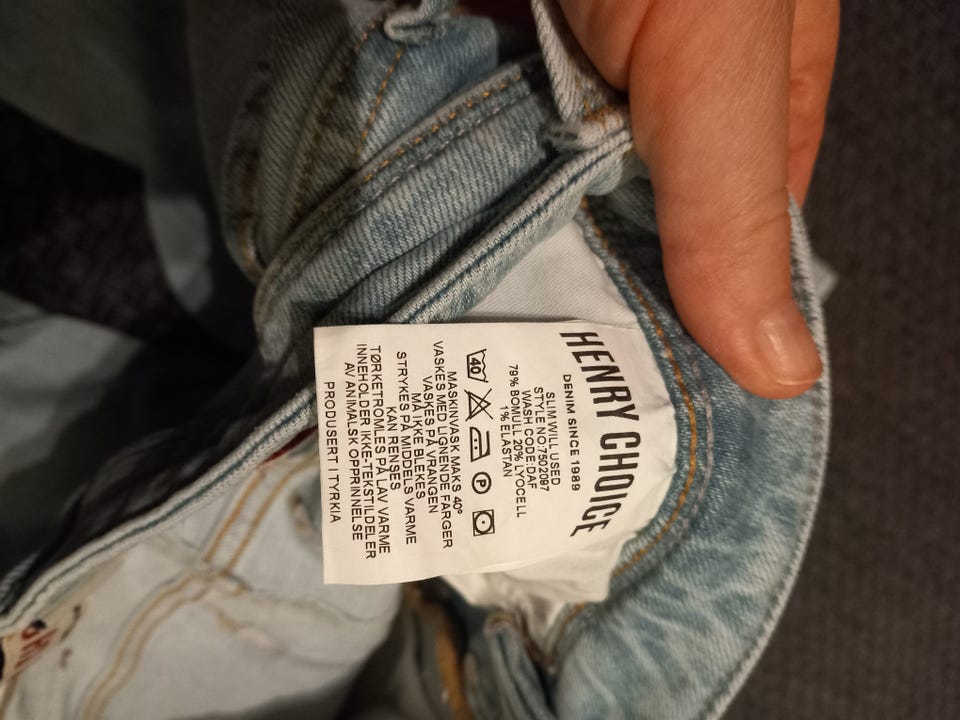 HENRY CHOICE
DENIM SINCE 1989
SLIM WILL USED
STYLE NO:7502097
WASH CODE:DAF
79% BOMULL 20% LYOCELL
1% ELASTAN
40
P
MASKINVASK MAKS 40°
VASKES MED LIGNENDE FARGER
VASKES PÅ VRANGEN
MÅ IKKE BLEKES
STRYKES PÅ MIDDELS VARME
KAN RENSES
TØRKETROMLES PÅ LAV VARME
INNEHOLDER IKKE-TEKSTILDELER
AV ANIMALSK OPPRINNELSE
PRODUSERT I TYRKIA